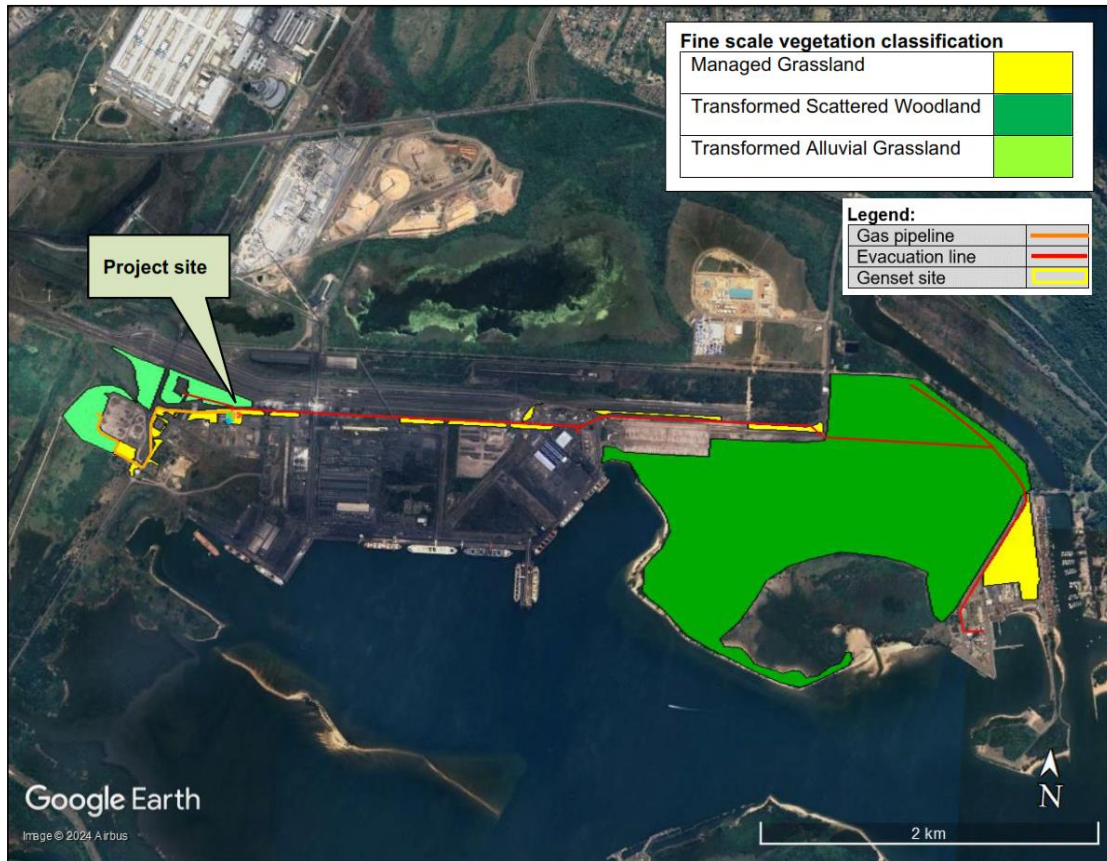 Fine scale vegetation classification
Managed Grassland
Transformed Scattered Woodland
Transformed Alluvial Grassland
Legend:
Gas pipeline
Evacuation line
Genset site
Project site
N
Google Earth
Image © 2024 Airbus
2 km